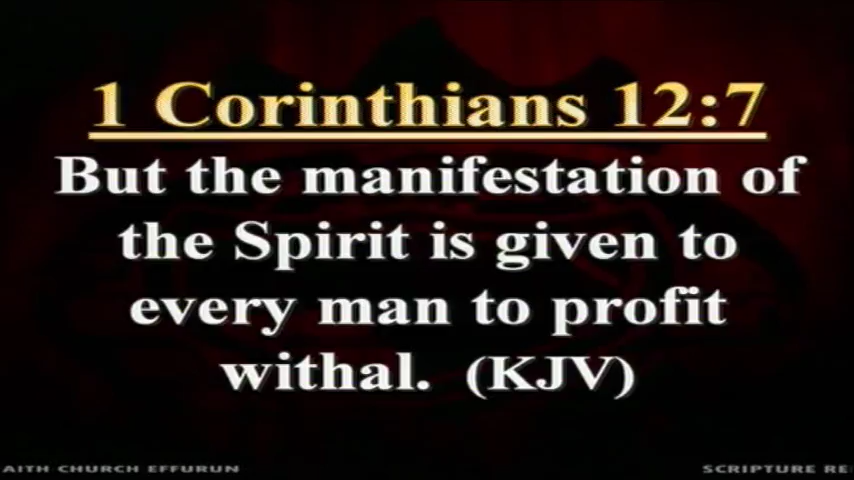 1 Corinthians 12:7
But the manifestation of
the Spirit is given to
every man to profit
withal. (KJV)
AITH CHURCH EFFURUN
SCRIPTURE RE